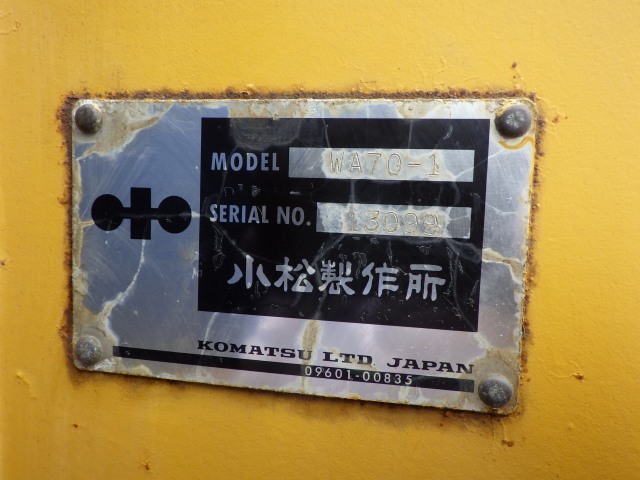 MODEL WA70-1
SERIAL NO. 13099
小松製作所
KOMATSU LTD. JAPAN
09601-00835